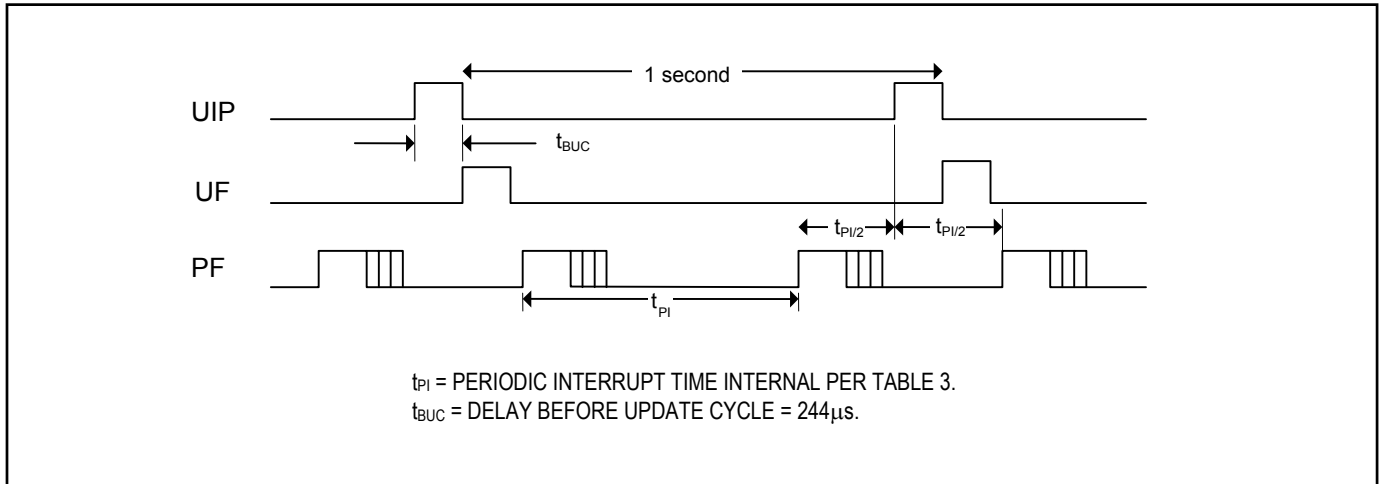 1 second
UIP
tBUC
UF
tPI/2 tPI/2
PF
tPI
tPI = PERIODIC INTERRUPT TIME INTERNAL PER TABLE 3.
tBUC = DELAY BEFORE UPDATE CYCLE = 244μs.